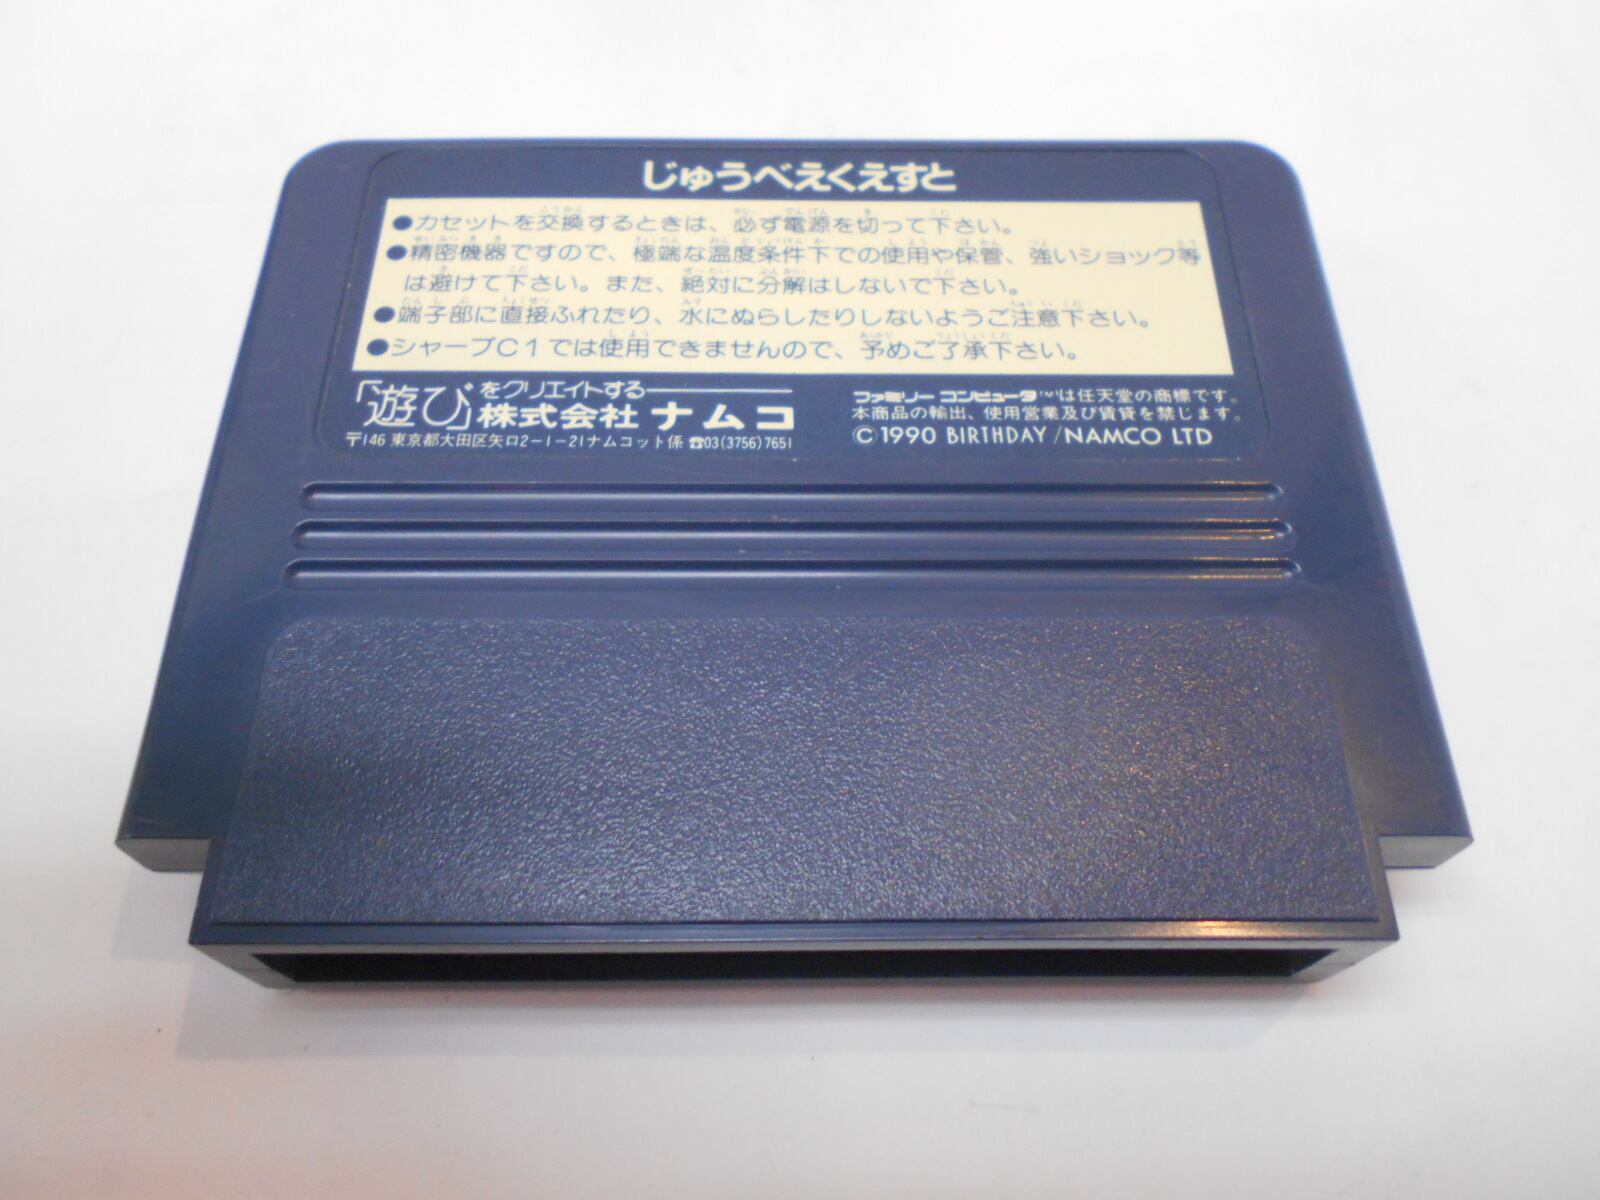 じゅうべえくえすと
●カセットを交換するときは、必ず電源を切って下さい。
●精密機器ですので、極端な温度条件下での使用や保管、強いショック等
は避けて下さい。また、絶対に分解はしないで下さい。
●端子部に直接ふれたり、水にぬらしたりしないようご注意下さい。
●シャープC1では使用できませんので、予めご了承下さい。
「遊び」をクリエイトする
株式会社 ナムコ
〒146 東京都大田区矢口2-1-21ナムコット係 ☎03(3756)7651
ファミリーコンピュータ™は任天堂の商標です。
本商品の輸出、使用営業及び賃貸を禁じます。
©1990 BIRTHDAY/NAMCO LTD